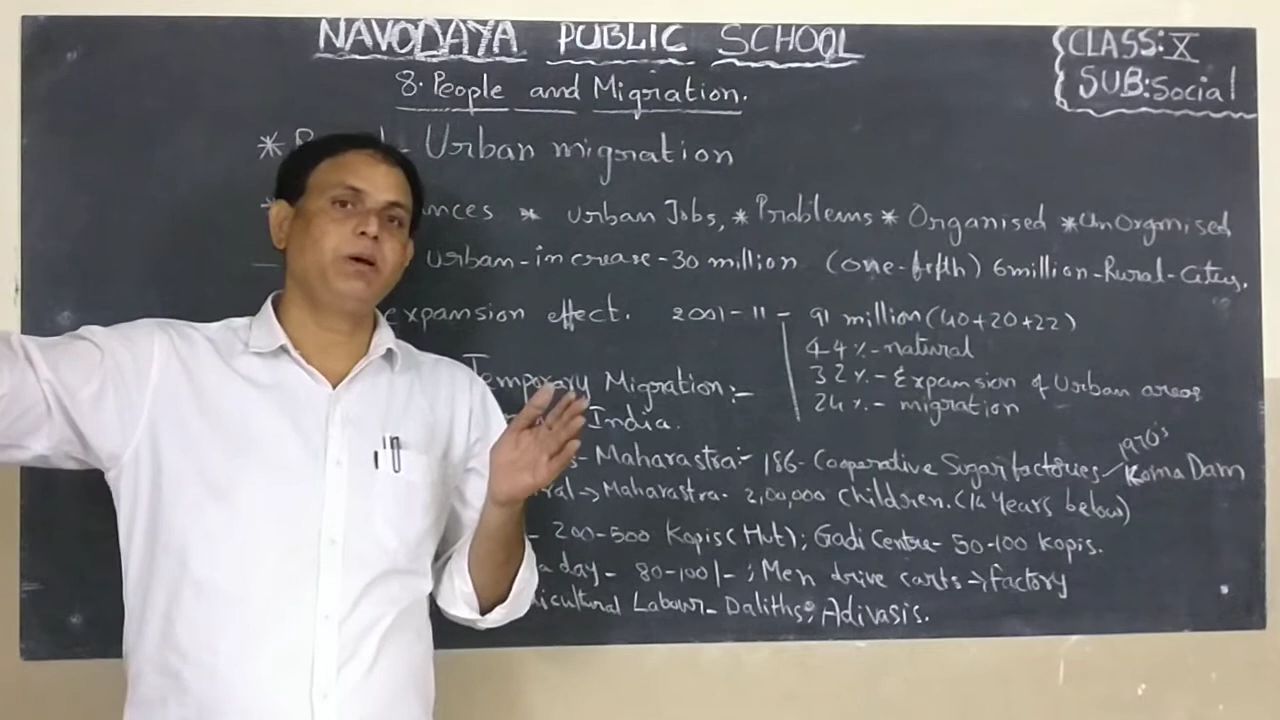 NAVODAYA PUBLIC SCHOOL
CLASS: X
SUB: Social
8. People and Migration.
* - Urban migration
* nces * Urban Jobs, * Problems * Organised * UnOrgnised
urban - increase - 30 million (one-fifth) 6million - Rural - Cities.
expansion effect. 2001 - 11 - 91 million (40+20+22)
44% - natural
32% - Expansion of Urban areas
24% - migration
Temporary Migration :-
India.
s - Maharastra :- 186 - Cooperative Sugar factories - 1970's Koina Dam
ral -> Maharastra - 2,00,000 children. (14 years below)
- 200-500 Kopis (Hut); Gadi Centre - 50-100 Kopis.
a day - 80-100/- ; Men drive carts -> factory
icultural Labour - Daliths; Adivasis.